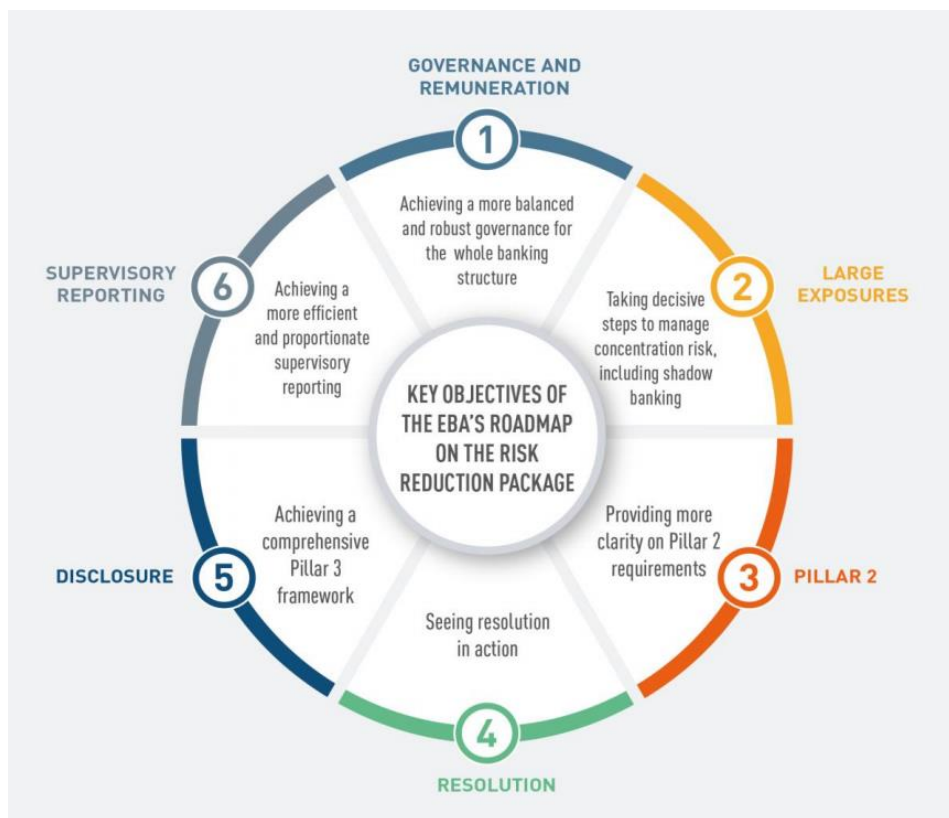 GOVERNANCE AND
REMUNERATION
1
Achieving a more balanced
and robust governance for
the whole banking
structure
2
LARGE
EXPOSURES
Taking decisive
steps to manage
concentration risk,
including shadow
banking
3
PILLAR 2
Providing more
clarity on Pillar 2
requirements
4
RESOLUTION
Seeing resolution
in action
5
DISCLOSURE
Achieving a
comprehensive
Pillar 3
framework
6
SUPERVISORY
REPORTING
Achieving a
more efficient
and proportionate
supervisory
reporting
KEY OBJECTIVES OF
THE EBA'S ROADMAP
ON THE RISK
REDUCTION PACKAGE